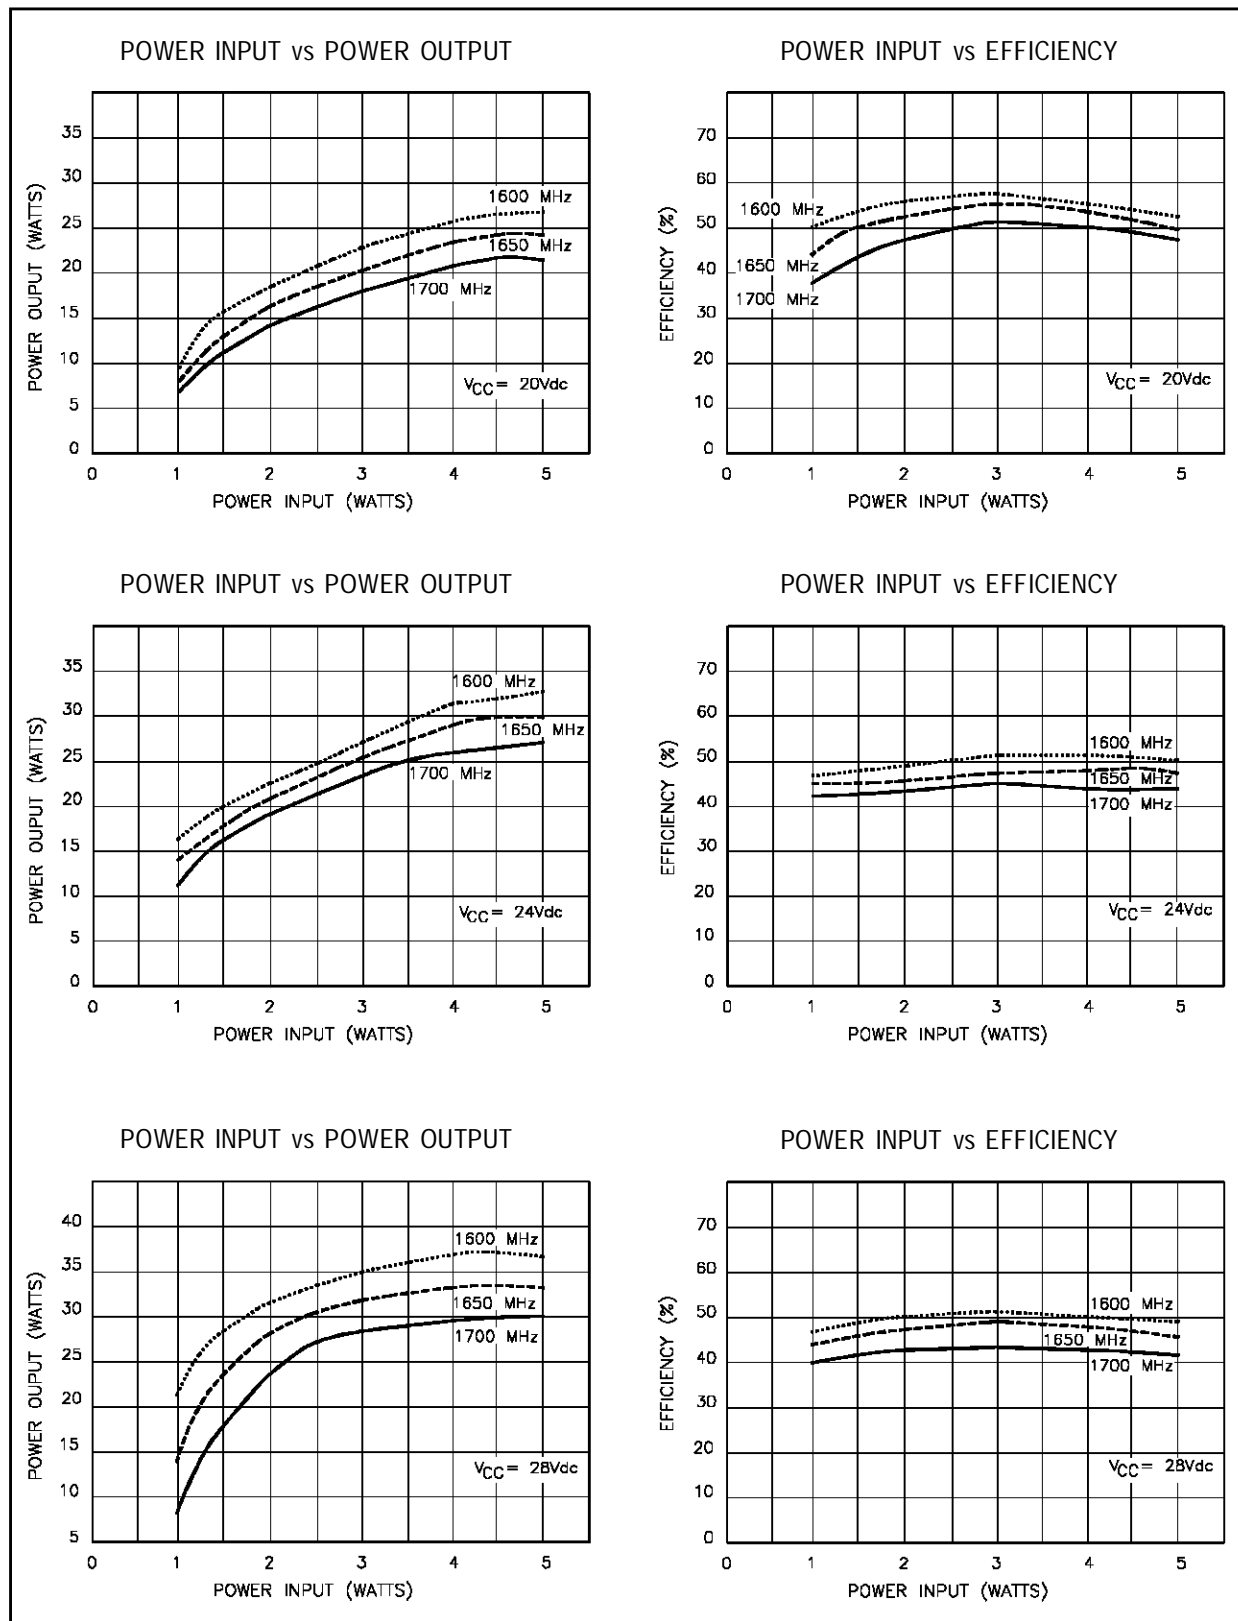 POWER INPUT vs POWER OUTPUT
35
30
25
20
15
10
5
0
POWER OUPUT (WATTS)
1600 MHz
1650 MHz
1700 MHz
VCC= 20Vdc
0 1 2 3 4 5
POWER INPUT (WATTS)
POWER INPUT vs EFFICIENCY
70
60
50
40
30
20
10
0
EFFICIENCY (%)
1600 MHz
1650 MHz
1700 MHz
VCC= 20Vdc
0 1 2 3 4 5
POWER INPUT (WATTS)
POWER INPUT vs POWER OUTPUT
35
30
25
20
15
10
5
0
POWER OUPUT (WATTS)
1600 MHz
1650 MHz
1700 MHz
VCC= 24Vdc
0 1 2 3 4 5
POWER INPUT (WATTS)
POWER INPUT vs EFFICIENCY
70
60
50
40
30
20
10
0
EFFICIENCY (%)
1600 MHz
1650 MHz
1700 MHz
VCC= 24Vdc
0 1 2 3 4 5
POWER INPUT (WATTS)
POWER INPUT vs POWER OUTPUT
40
35
30
25
20
15
10
5
POWER OUPUT (WATTS)
1600 MHz
1650 MHz
1700 MHz
VCC= 28Vdc
0 1 2 3 4 5
POWER INPUT (WATTS)
POWER INPUT vs EFFICIENCY
70
60
50
40
30
20
10
0
EFFICIENCY (%)
1600 MHz
1650 MHz
1700 MHz
VCC= 28Vdc
0 1 2 3 4 5
POWER INPUT (WATTS)